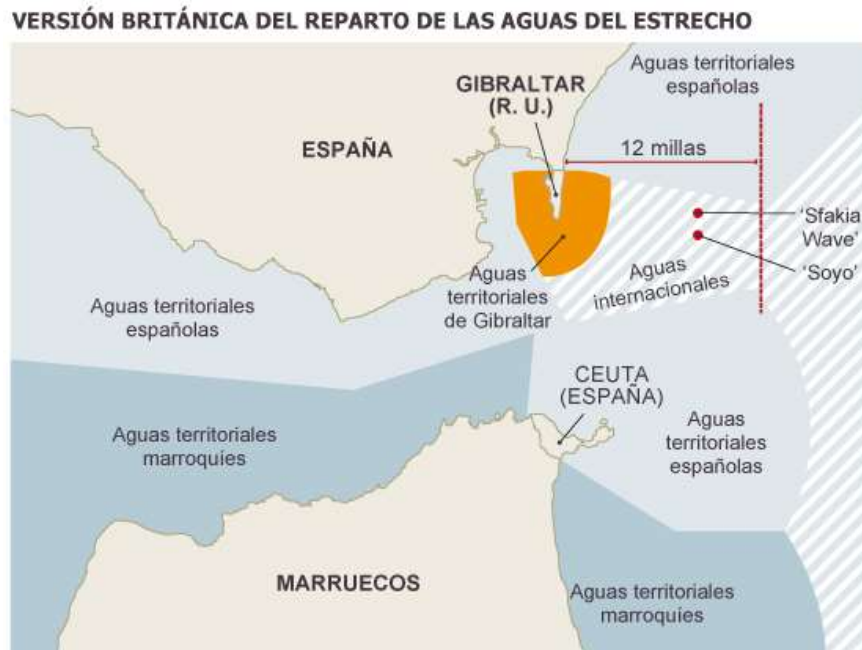 VERSIÓN BRITÁNICA DEL REPARTO DE LAS AGUAS DEL ESTRECHO
Aguas territoriales
españolas
GIBRALTAR
(R. U.)
ESPAÑA
12 millas
'Sfakia
Wave'
'Soyo'
Aguas
internacionales
Aguas
territoriales
de Gibraltar
Aguas territoriales
españolas
CEUTA
(ESPAÑA)
Aguas territoriales
marroquies
Aguas
territoriales
españolas
MARRUECOS
Aguas territoriales
marroquies